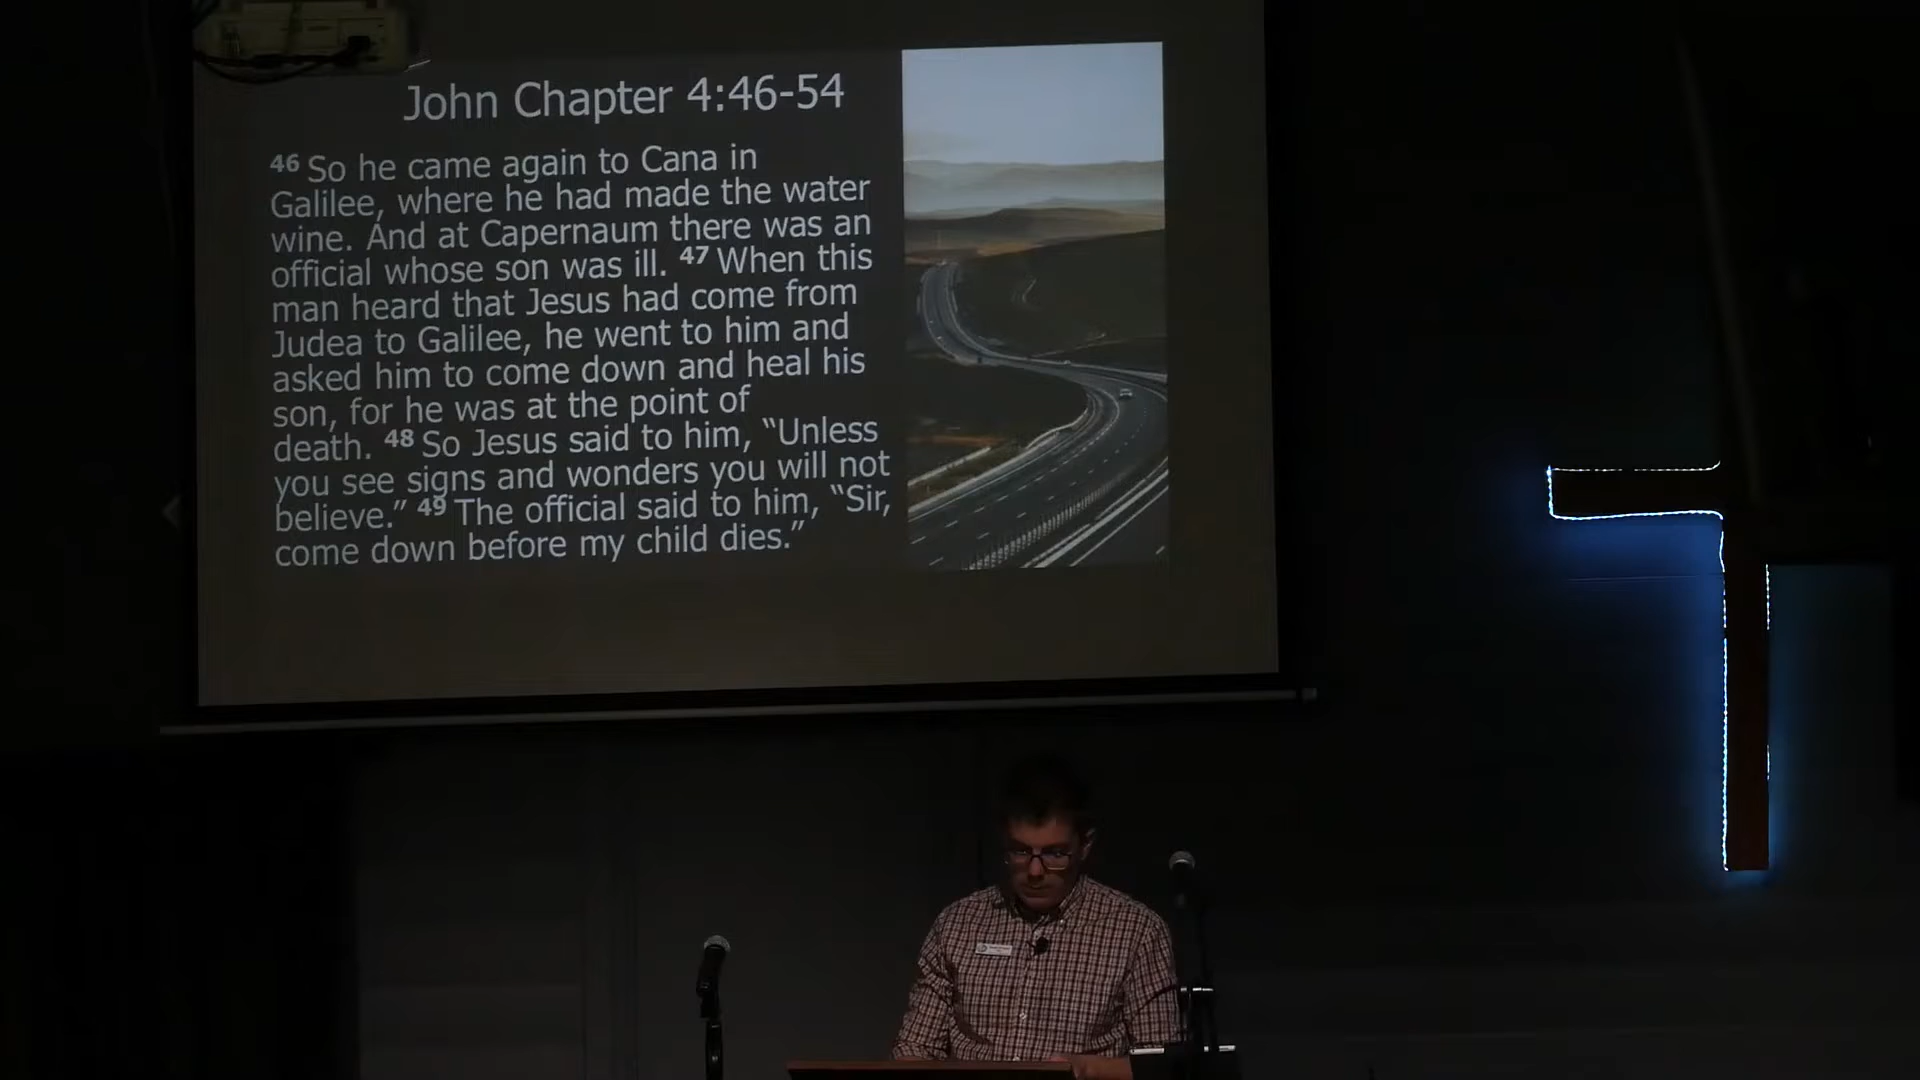 John Chapter 4:46-54
46 So he came again to Cana in
Galilee, where he had made the water
wine. And at Capernaum there was an
official whose son was ill. 47 When this
man heard that Jesus had come from
Judea to Galilee, he went to him and
asked him to come down and heal his
son, for he was at the point of
death. 48 So Jesus said to him, “Unless
you see signs and wonders you will not
believe.” 49 The official said to him, “Sir,
come down before my child dies.”